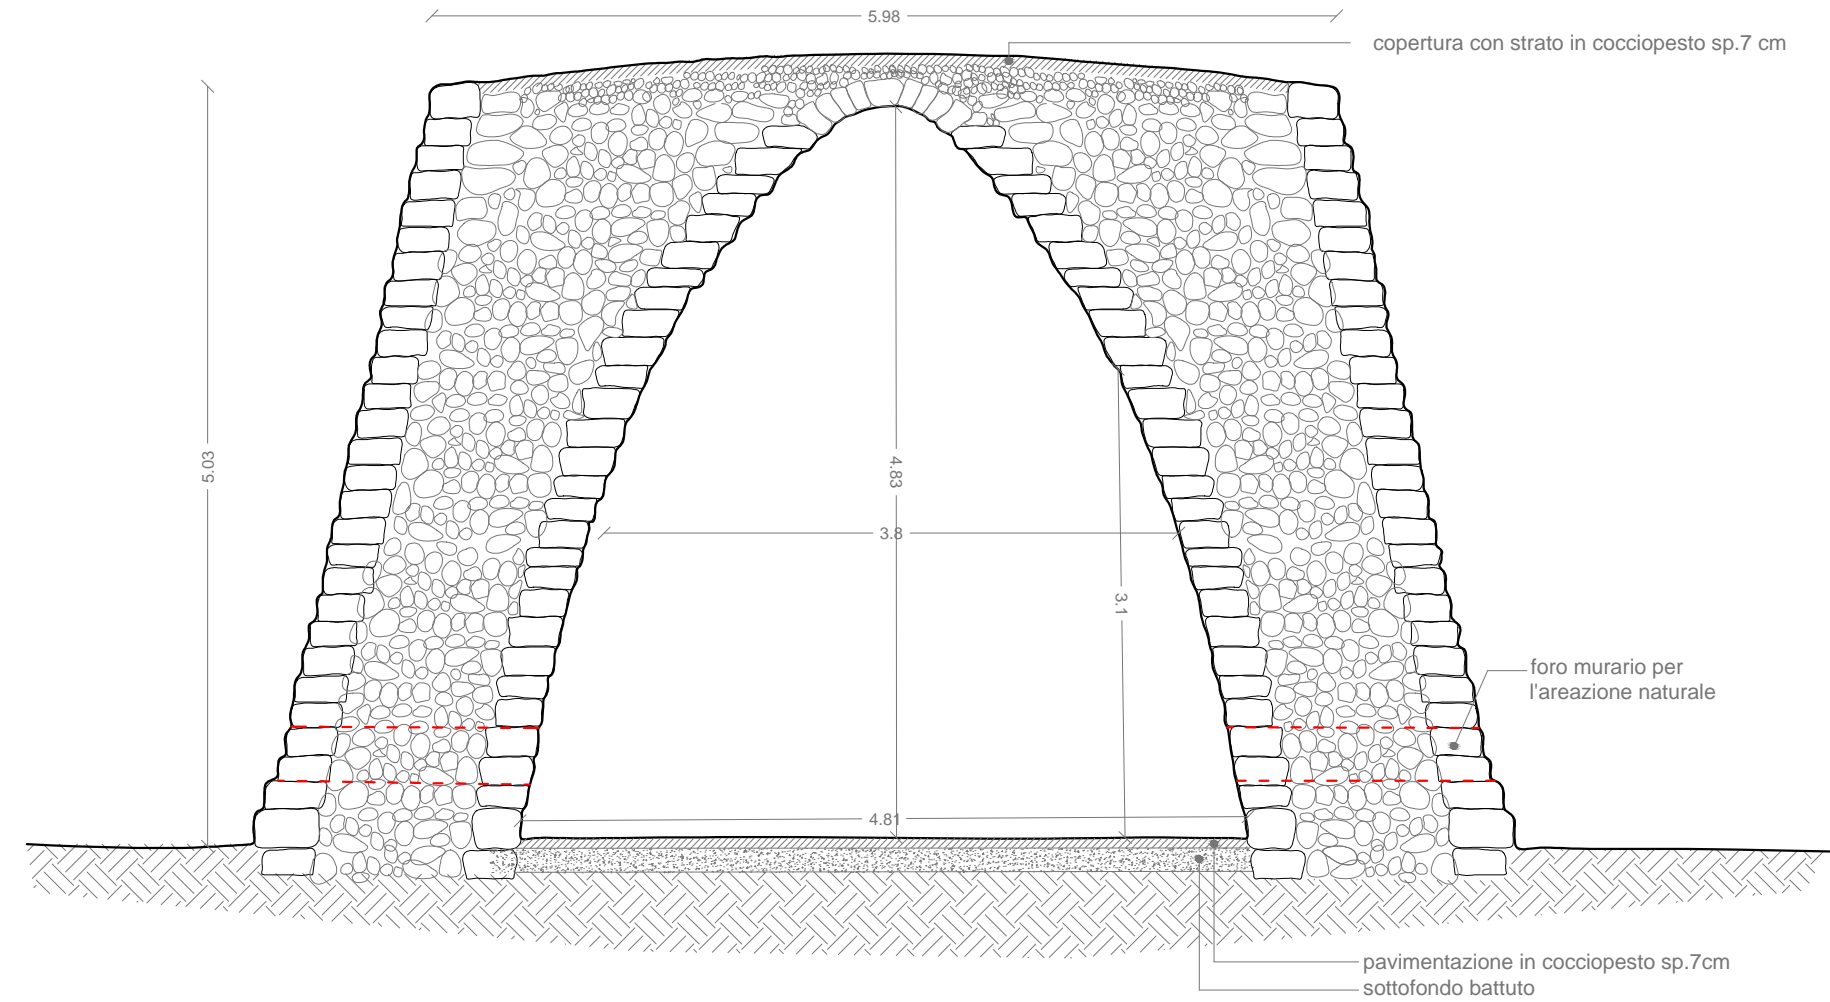 5.98
copertura con strato in cocciopesto sp.7 cm
5.03
4.83
3.8
3.1
foro murario per
l'areazione naturale
4.81
pavimentazione in cocciopesto sp.7cm
sottofondo battuto